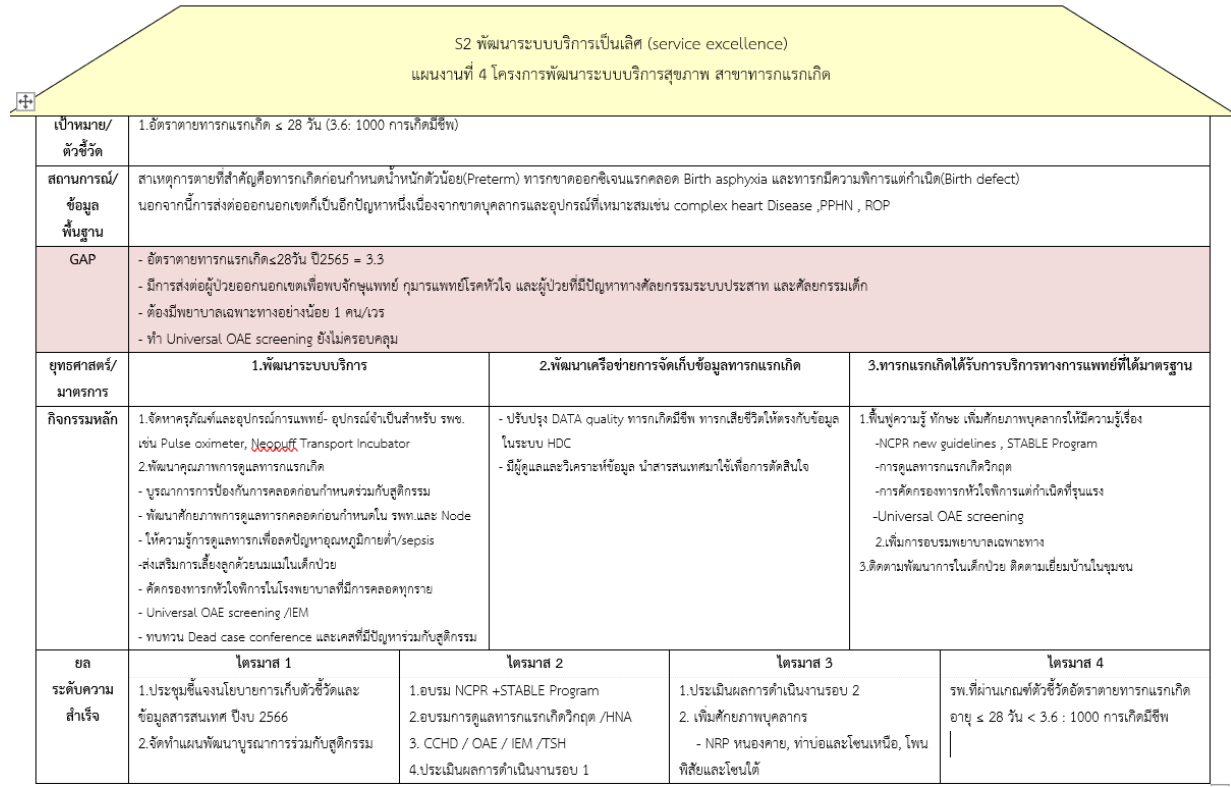 S2 พัฒนาระบบบริการเป็นเลิศ (service excellence)
แผนงานที่ 4 โครงการพัฒนาระบบบริการสุขภาพ สาขาทารกแรกเกิด
เป้าหมาย/
ตัวชี้วัด
1.อัตราตายทารกแรกเกิด ≤ 28 วัน (3.6: 1000 การเกิดมีชีพ)
สถานการณ์/
ข้อมูล
พื้นฐาน
สาเหตุการตายที่สำคัญคือทารกเกิดก่อนกำหนดน้ำหนักตัวน้อย(Preterm) ทารกขาดออกซิเจนแรกคลอด Birth asphyxia และทารกมีความพิการแต่กำเนิด(Birth defect)
นอกจากนี้การส่งต่อออกนอกเขตก็เป็นอีกปัญหาหนึ่งเนื่องจากขาดบุคลากรและอุปกรณ์ที่เหมาะสมเช่น complex heart Disease ,PPHN , ROP
GAP
- อัตราตายทารกแรกเกิด≤28วัน ปี2565 = 3.3
- มีการส่งต่อผู้ป่วยออกนอกเขตเพื่อพบจักษุแพทย์ กุมารแพทย์โรคหัวใจ และผู้ป่วยที่มีปัญหาทางศัลยกรรมระบบประสาท และศัลยกรรมเด็ก
- ต้องมีพยาบาลเฉพาะทางอย่างน้อย 1 คน/เวร
- ทำ Universal OAE screening ยังไม่ครอบคลุม
ยุทธศาสตร์/
มาตรการ
1.พัฒนาระบบบริการ
2.พัฒนาเครือข่ายการจัดเก็บข้อมูลทารกแรกเกิด
3.ทารกแรกเกิดได้รับการบริการทางการแพทย์ที่ได้มาตรฐาน
กิจกรรมหลัก
1.จัดหาครุภัณฑ์และอุปกรณ์การแพทย์- อุปกรณ์จำเป็นสำหรับ รพช.
เช่น Pulse oximeter, Neopuff Transport Incubator
2.พัฒนาคุณภาพการดูแลทารกแรกเกิด
- บูรณาการการป้องกันการคลอดก่อนกำหนดร่วมกับสูติกรรม
- พัฒนาศักยภาพการดูแลทารกคลอดก่อนกำหนดใน รพท.และ Node
- ให้ความรู้การดูแลทารกเพื่อลดปัญหาอุณหภูมิกายต่ำ/sepsis
-ส่งเสริมการเลี้ยงลูกด้วยนมแม่ในเด็กป่วย
- คัดกรองทารกหัวใจพิการในโรงพยาบาลที่มีการคลอดทุกราย
- Universal OAE screening /IEM
- ทบทวน Dead case conference และเคสที่มีปัญหาร่วมกับสูติกรรม
- ปรับปรุง DATA quality ทารกเกิดมีชีพ ทารกเสียชีวิตให้ตรงกับข้อมูล
ในระบบ HDC
- มีผู้ดูแลและวิเคราะห์ข้อมูล นำสารสนเทศมาใช้เพื่อการตัดสินใจ
1.ฟื้นฟูความรู้ ทักษะ เพิ่มศักยภาพบุคลากรให้มีความรู้เรื่อง
-NCPR new guidelines , STABLE Program
-การดูแลทารกแรกเกิดวิกฤต
-การคัดกรองทารกหัวใจพิการแต่กำเนิดที่รุนแรง
-Universal OAE screening
2.เพิ่มการอบรมพยาบาลเฉพาะทาง
3.ติดตามพัฒนาการในเด็กป่วย ติดตามเยี่ยมบ้านในชุมชน
ยล
ระดับความ
สำเร็จ
ไตรมาส 1
1.ประชุมชี้แจงนโยบายการเก็บตัวชี้วัดและ
ข้อมูลสารสนเทศ ปีงบ 2566
2.จัดทำแผนพัฒนาบูรณาการร่วมกับสูติกรรม
ไตรมาส 2
1.อบรม NCPR +STABLE Program
2.อบรมการดูแลทารกแรกเกิดวิกฤต /HNA
3. CCHD / OAE / IEM /TSH
4.ประเมินผลการดำเนินงานรอบ 1
ไตรมาส 3
1.ประเมินผลการดำเนินงานรอบ 2
2. เพิ่มศักยภาพบุคลากร
- NRP หนองคาย, ท่าบ่อและโซนเหนือ, โพน
พิสัยและโซนใต้
ไตรมาส 4
รพ.ที่ผ่านเกณฑ์ตัวชี้วัดอัตราตายทารกแรกเกิด
อายุ ≤ 28 วัน < 3.6 : 1000 การเกิดมีชีพ